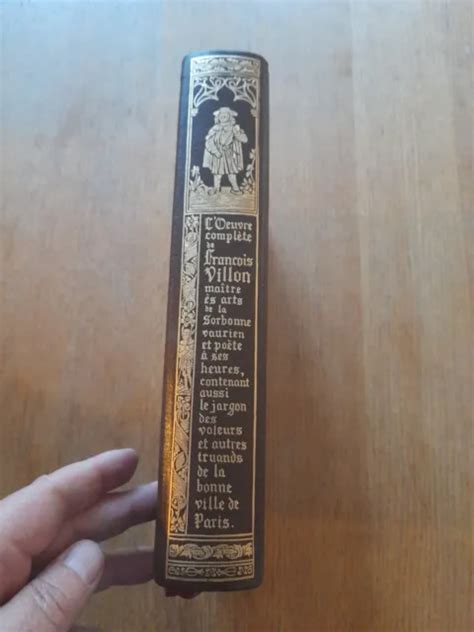 L'Oeuvre
complète
de
François
Villon
maître
ès arts
de la
Sorbonne
vaurien
et poète
à ses
heures,
contenant
aussi
le jargon
des
voleurs
et autres
truands
de la
bonne
ville de
Paris.